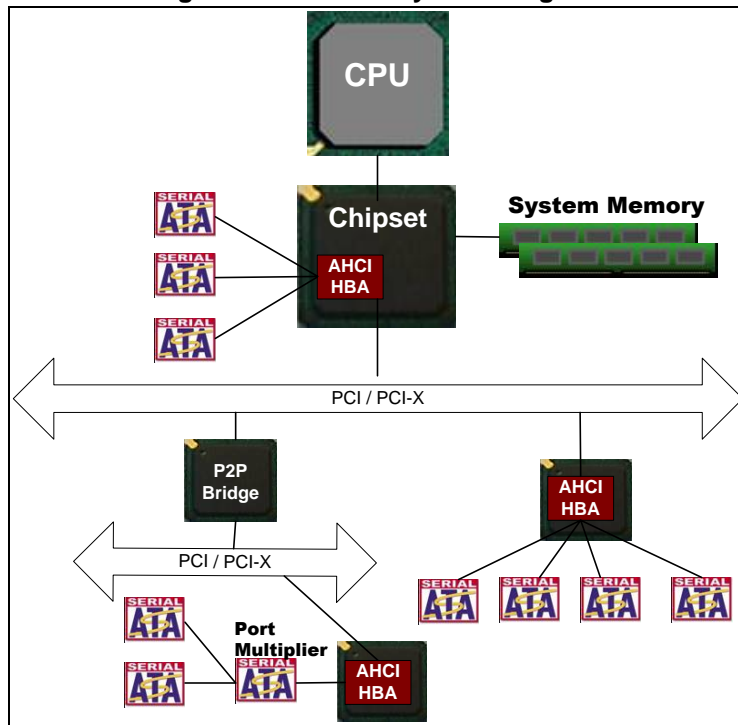 CPU
Chipset
System Memory
AHCI
HBA
SERIAL
ATA
SERIAL
ATA
SERIAL
ATA
PCI / PCI-X
P2P
Bridge
AHCI
HBA
PCI / PCI-X
SERIAL
ATA
SERIAL
ATA
SERIAL
ATA
SERIAL
ATA
SERIAL
ATA
SERIAL
ATA
Port
Multiplier
SERIAL
ATA
AHCI
HBA